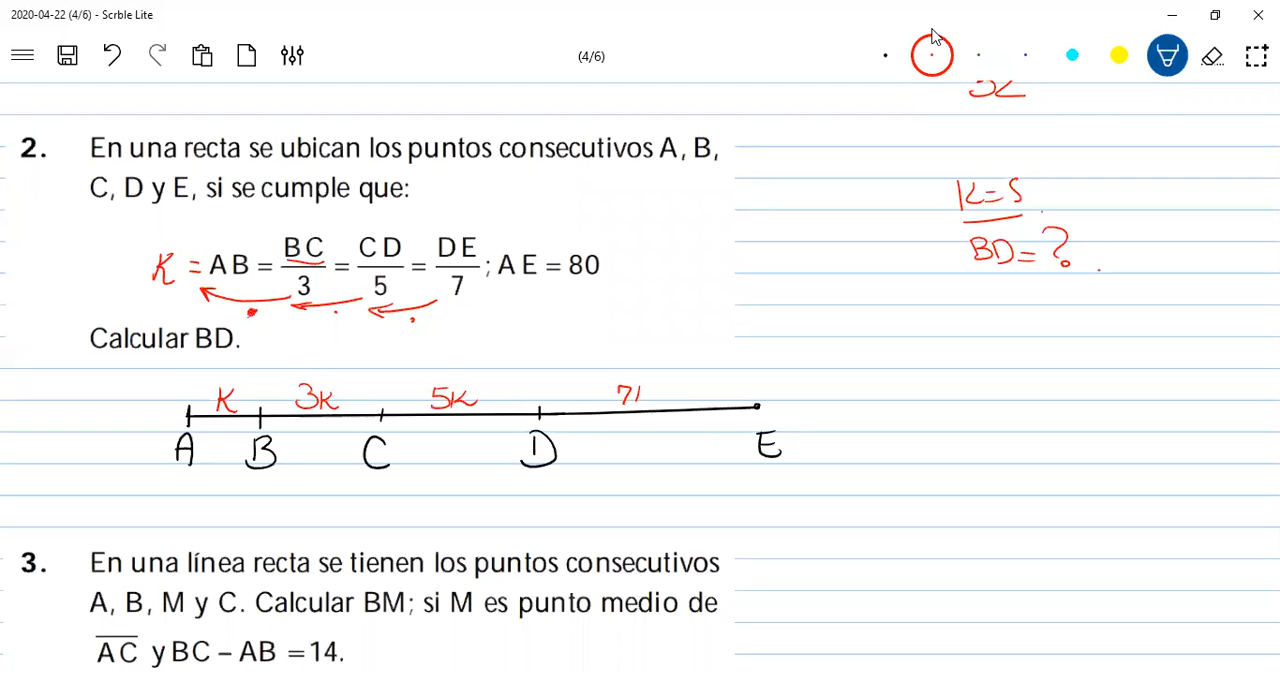 2020-04-22 (4/6) - Scrble Lite
(4/6)
2. En una recta se ubican los puntos consecutivos A, B,
C, D y E, si se cumple que:
K = AB = BC/3 = CD/5 = DE/7 ; AE = 80
Calcular BD.
K=5
BD=?
K 3K 5K 7
A B C D E
3. En una línea recta se tienen los puntos consecutivos
A, B, M y C. Calcular BM; si M es punto medio de
A̅C̅ y BC – AB = 14.